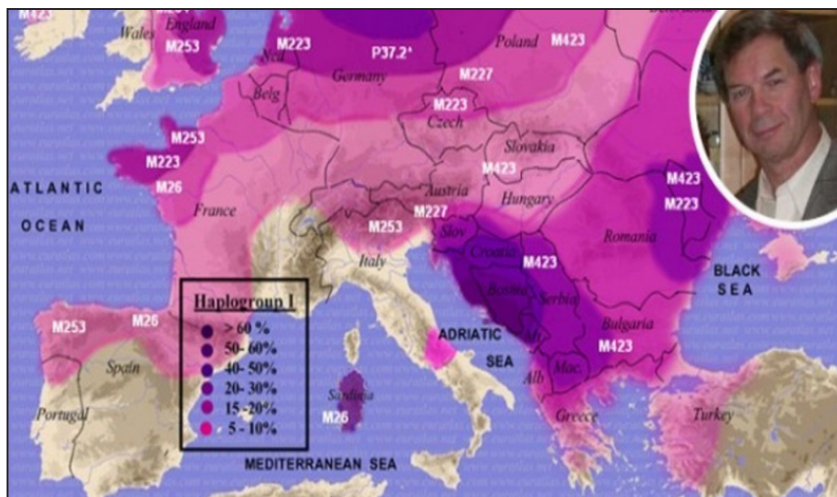 M423
England
Wales
M253
M223
Ned
P37.2*
Poland
M423
Germany
M227
Belg
M223
Czech
M253
M223
Slovakia
M26
M423
ATLANTIC
OCEAN
France
Austria
Hungary
M423
M223
M227
M253
Slov
Italy
Croatia
M423
Romania
Bosna
Serbia
BLACK
SEA
Haplogroup I
> 60 %
50- 60%
40- 50%
20- 30%
15 -20%
5 - 10%
M253
M26
Spain
Portugal
ADRIATIC
SEA
Bulgaria
M423
Mac.
Alb
Sardinia
M26
Greece
Turkey
MEDITERRANEAN SEA